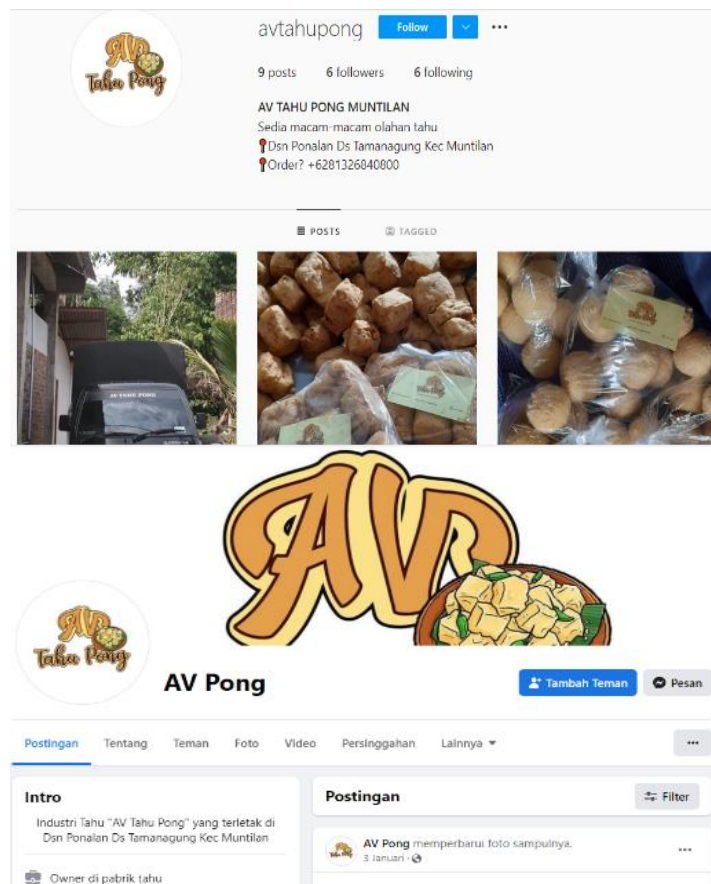 avtahupong Follow
9 posts 6 followers 6 following
AV TAHU PONG MUNTILAN
Sedia macam-macam olahan tahu
Dsn Ponalan Ds Tamanagung Kec Muntilan
Order? +6281326840800
AV
Tahu Pong
POSTS TAGGED
AV TAHU PONG
AV
AV
Tahu Pong
AV Pong
Tambah Teman Pesan
Postingan Tentang Teman Foto Video Persinggahan Lainnya
Intro
Industri Tahu "AV Tahu Pong" yang terletak di
Dsn Ponalan Ds Tamanagung Kec Muntilan
Owner di pabrik tahu
Postingan Filter
AV Pong memperbarui foto sampulnya.
3 Januari ·